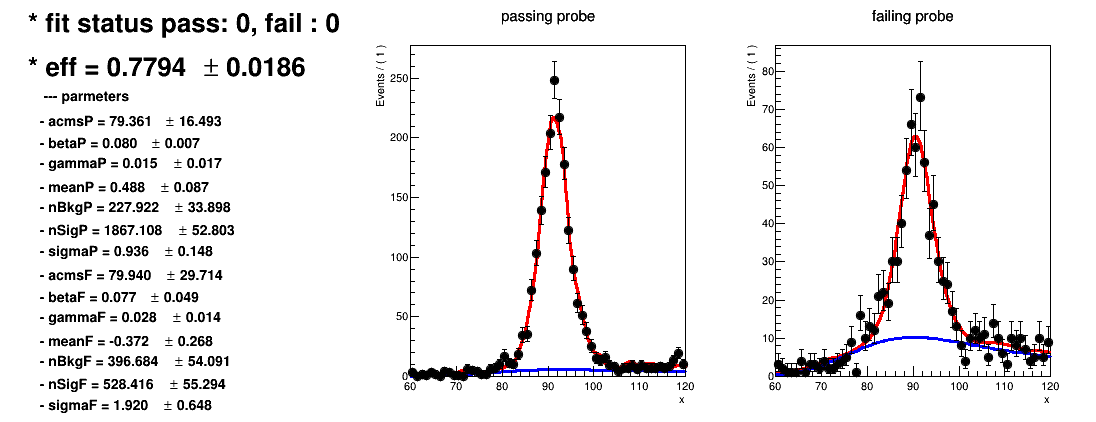 * fit status pass: 0, fail : 0
* eff = 0.7794 ± 0.0186
--- parmeters
- acmsP = 79.361 ± 16.493
- betaP = 0.080 ± 0.007
- gammaP = 0.015 ± 0.017
- meanP = 0.488 ± 0.087
- nBkgP = 227.922 ± 33.898
- nSigP = 1867.108 ± 52.803
- sigmaP = 0.936 ± 0.148
- acmsF = 79.940 ± 29.714
- betaF = 0.077 ± 0.049
- gammaF = 0.028 ± 0.014
- meanF = -0.372 ± 0.268
- nBkgF = 396.684 ± 54.091
- nSigF = 528.416 ± 55.294
- sigmaF = 1.920 ± 0.648
passing probe
Events / ( 1 )
250
200
150
100
50
0
60 70 80 90 100 110 120
x
failing probe
Events / ( 1 )
80
70
60
50
40
30
20
10
0
60 70 80 90 100 110 120
x